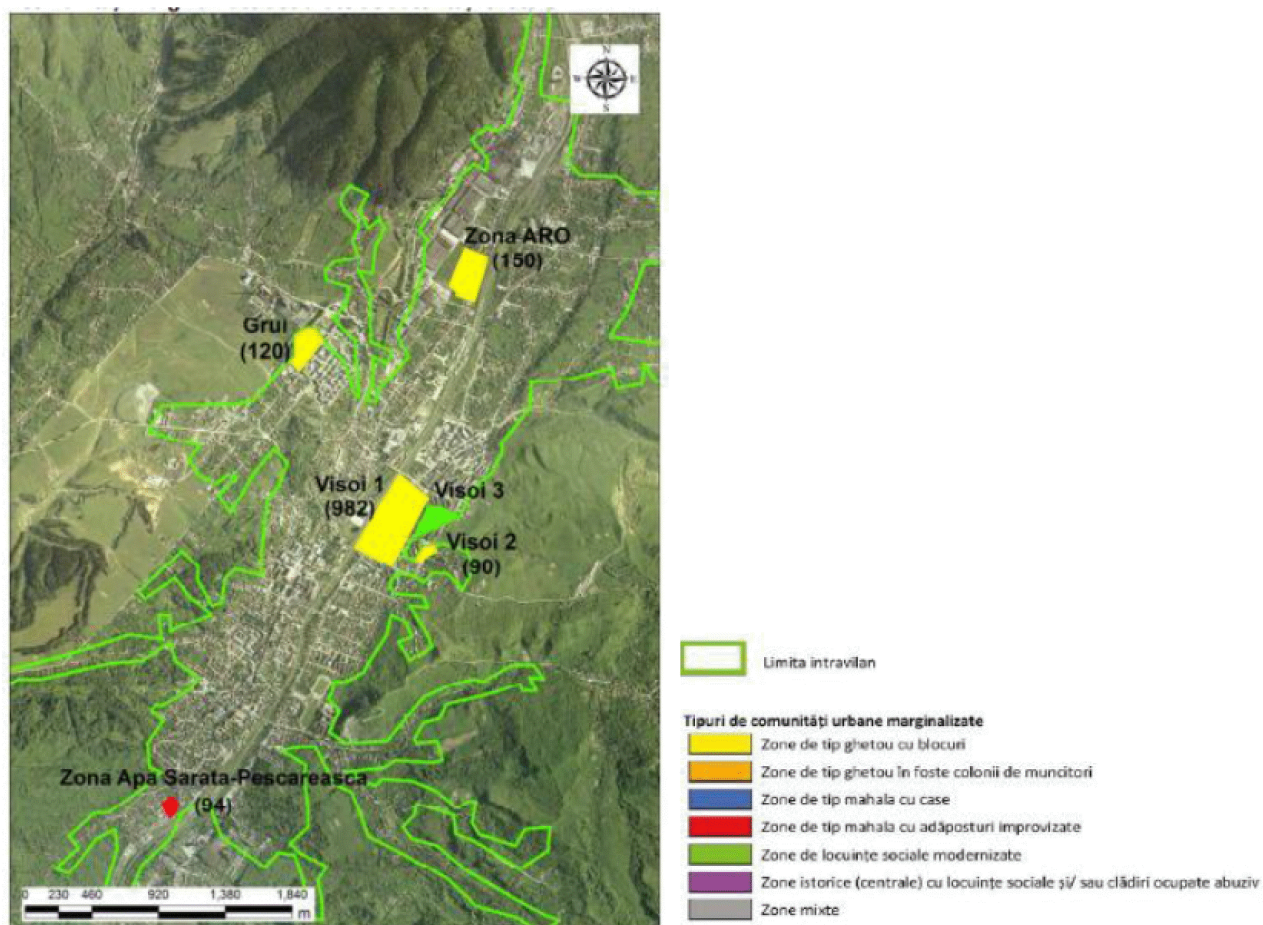 N
W E
S
Zona ARO
(150)
Grui
(120)
Visoi 1
(982)
Visoi 3
Visoi 2
(90)
Zona Apa Sarata-Pescareasca
(94)
0 230 460 920 1,380 1,840
m
Limita intravilan
Tipuri de comunități urbane marginalizate
Zone de tip ghetou cu blocuri
Zone de tip ghetou în foste colonii de muncitori
Zone de tip mahala cu case
Zone de tip mahala cu adăposturi improvizate
Zone de locuințe sociale modernizate
Zone istorice (centrale) cu locuințe sociale și/ sau clădiri ocupate abuziv
Zone mixte